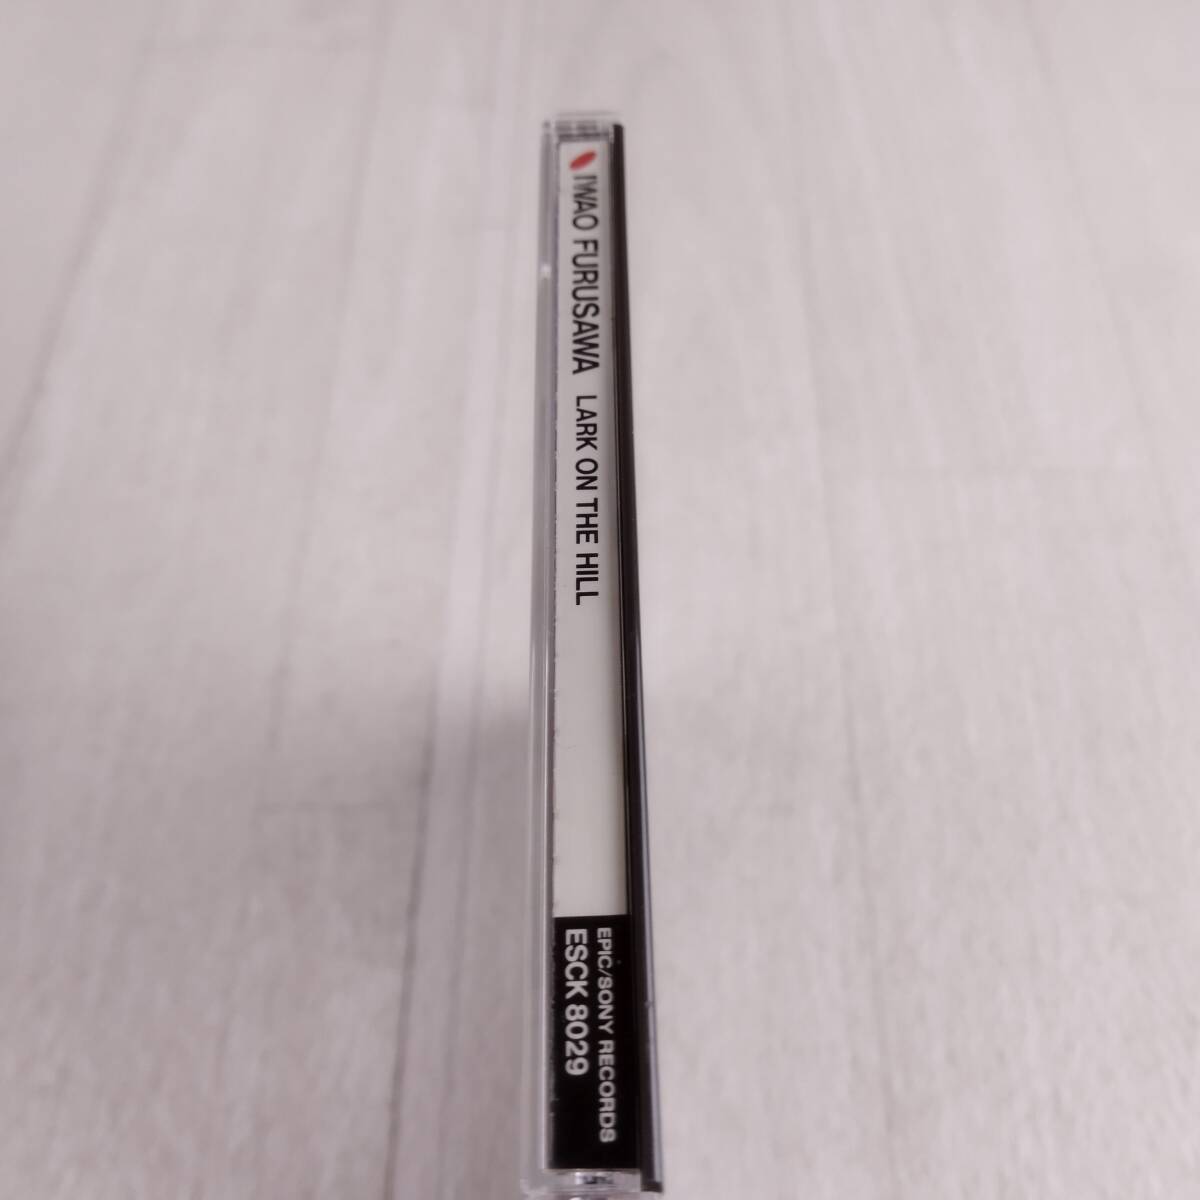 IWAO FURUSAWA LARK ON THE HILL
EPIC/SONY RECORDS
ESCK 8029